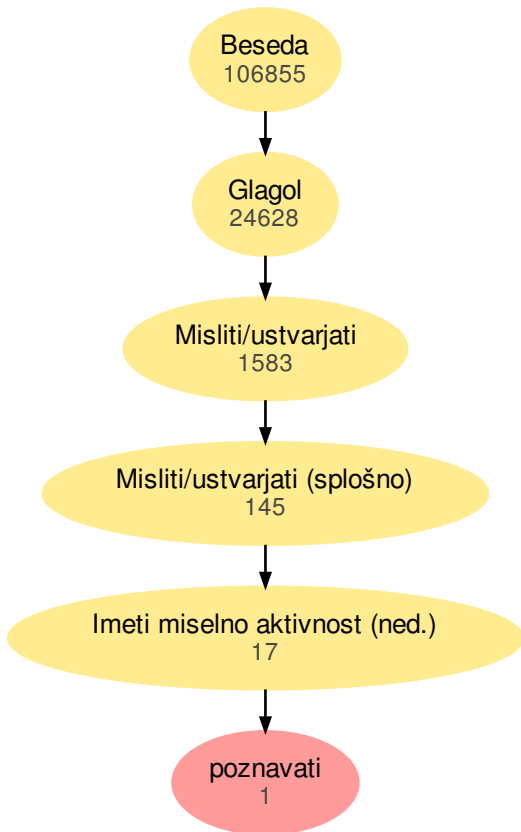 Beseda
106855
Glagol
24628
Misliti/ustvarjati
1583
Misliti/ustvarjati (splošno)
145
Imeti miselno aktivnost (ned.)
17
poznavati
1